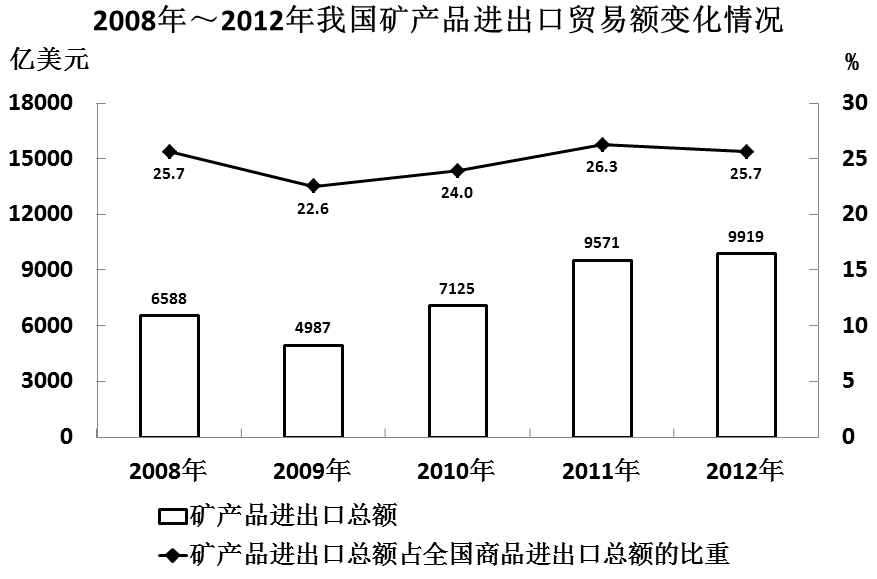 2008年～2012年我国矿产品进出口贸易额变化情况
亿美元 %
18000 30
15000 25
12000 20
9000 15
6000 10
3000 5
0 0
25.7 22.6 24.0 26.3 25.7
6588 4987 7125 9571 9919
2008年 2009年 2010年 2011年 2012年
矿产品进出口总额
矿产品进出口总额占全国商品进出口总额的比重